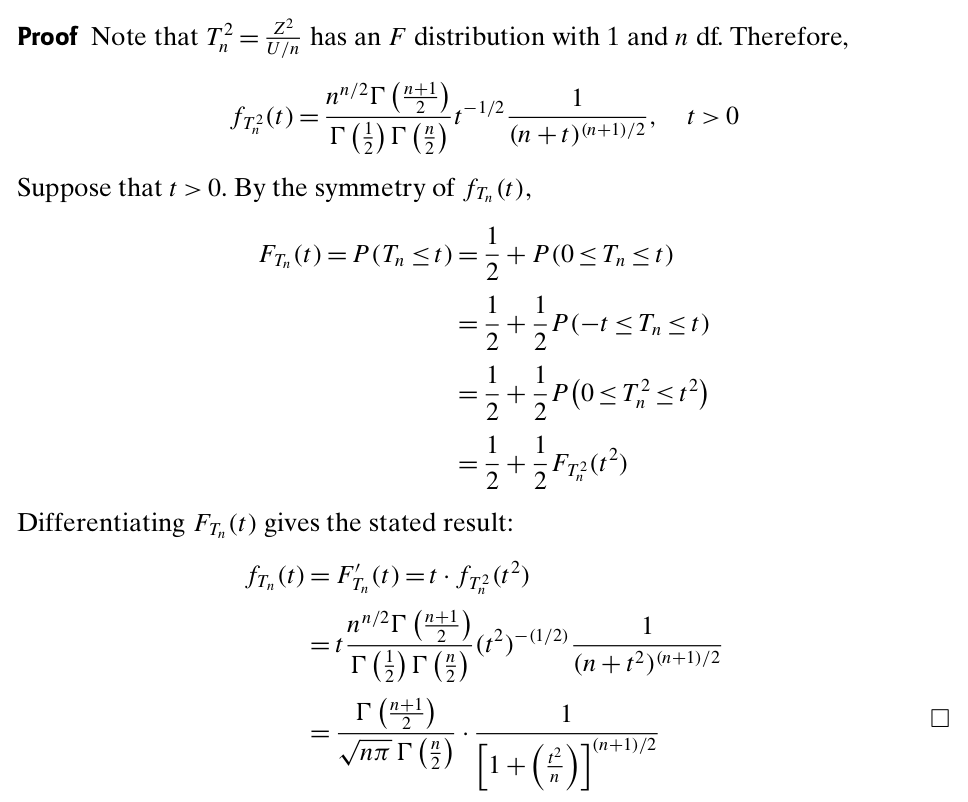 Proof Note that $T_n^2 = \frac{Z^2}{U/n}$ has an F distribution with 1 and n df. Therefore,
$f_{T_n^2}(t) = \frac{n^{n/2}\Gamma\left(\frac{n+1}{2}\right)}{\Gamma\left(\frac{1}{2}\right)\Gamma\left(\frac{n}{2}\right)} t^{-1/2} \frac{1}{(n+t)^{(n+1)/2}}, \quad t > 0$
Suppose that $t > 0$. By the symmetry of $f_{T_n}(t)$,
$F_{T_n}(t) = P(T_n \leq t) = \frac{1}{2} + P(0 \leq T_n \leq t)$
$= \frac{1}{2} + \frac{1}{2} P(-t \leq T_n \leq t)$
$= \frac{1}{2} + \frac{1}{2} P\left(0 \leq T_n^2 \leq t^2\right)$
$= \frac{1}{2} + \frac{1}{2} F_{T_n^2}(t^2)$
Differentiating $F_{T_n}(t)$ gives the stated result:
$f_{T_n}(t) = F'_{T_n}(t) = t \cdot f_{T_n^2}(t^2)$
$= t \frac{n^{n/2}\Gamma\left(\frac{n+1}{2}\right)}{\Gamma\left(\frac{1}{2}\right)\Gamma\left(\frac{n}{2}\right)} (t^2)^{-(1/2)} \frac{1}{(n+t^2)^{(n+1)/2}}$
$= \frac{\Gamma\left(\frac{n+1}{2}\right)}{\sqrt{n\pi}\,\Gamma\left(\frac{n}{2}\right)} \cdot \frac{1}{\left[1+\left(\frac{t^2}{n}\right)\right]^{(n+1)/2}}$ □